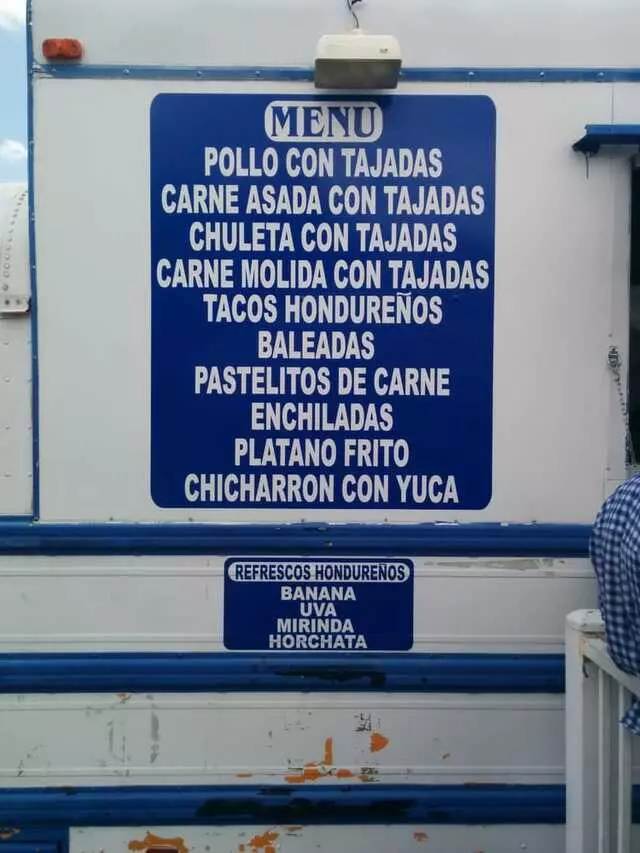 MENU
POLLO CON TAJADAS
CARNE ASADA CON TAJADAS
CHULETA CON TAJADAS
CARNE MOLIDA CON TAJADAS
TACOS HONDUREÑOS
BALEADAS
PASTELITOS DE CARNE
ENCHILADAS
PLATANO FRITO
CHICHARRON CON YUCA
REFRESCOS HONDUREÑOS
BANANA
UVA
MIRINDA
HORCHATA